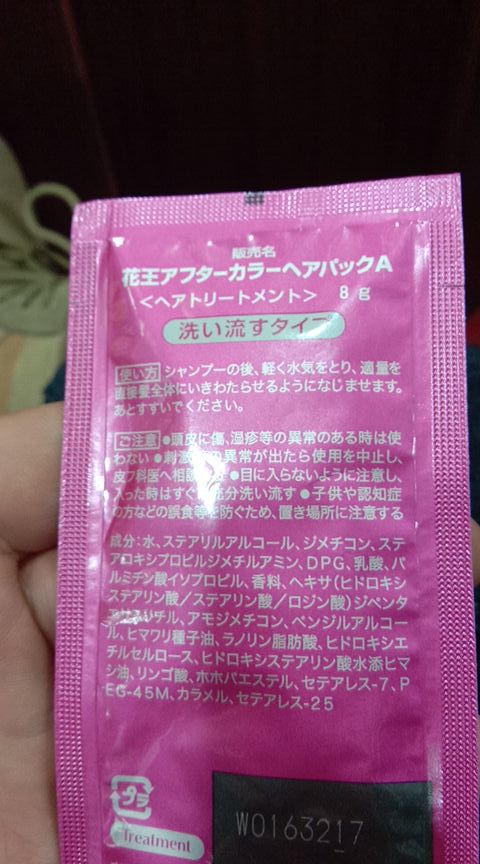 販売名
花王アフターカラーヘアパックA
＜ヘアトリートメント＞ 8g
洗い流すタイプ
使い方 シャンプーの後、軽く水気をとり、適量を
直接髪全体にいきわたらせるようになじませます。
あとすすいでください。
ご注意 ●頭皮に傷、湿疹等の異常のある時は使
わない ●刺激等の異常が出たら使用を中止し、
皮フ科医へ相談する ●目に入らないように注意し、
入った時はすぐに充分洗い流す ●子供や認知症
の方などの誤食等を防ぐため、置き場所に注意する
成分：水、ステアリルアルコール、ジメチコン、ステ
アロキシプロピルジメチルアミン、DPG、乳酸、パ
ルミチン酸イソプロピル、香料、ヘキサ（ヒドロキシ
ステアリン酸／ステアリン酸／ロジン酸）ジペンタ
エリスリチル、アモジメチコン、ベンジルアルコー
ル、ヒマワリ種子油、ラノリン脂肪酸、ヒドロキシエ
チルセルロース、ヒドロキシステアリン酸水添ヒマ
シ油、リンゴ酸、ホホバエステル、セテアレス-7、P
EG-45M、カラメル、セテアレス-25
プラ
Treatment
W0163217